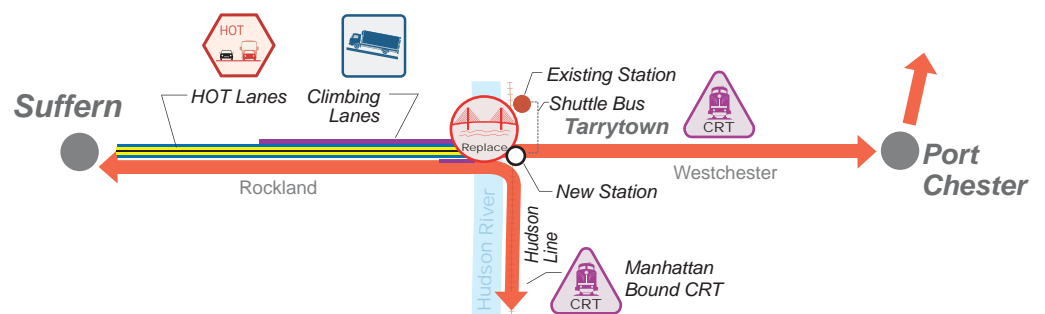 HOT
Suffern
HOT Lanes
Climbing
Lanes
Existing Station
Shuttle Bus
Tarrytown
CRT
Replace
Rockland
Westchester
Port
Chester
New Station
Hudson River
Hudson
Line
CRT
Manhattan
Bound CRT